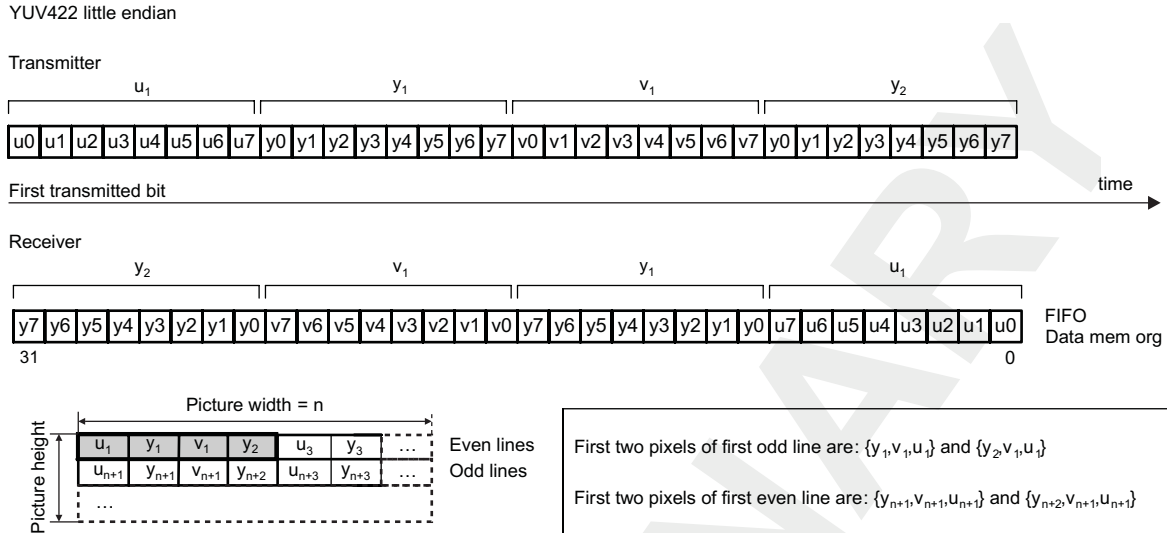 YUV422 little endian
Transmitter
u1 y1 v1 y2
u0 u1 u2 u3 u4 u5 u6 u7 y0 y1 y2 y3 y4 y5 y6 y7 v0 v1 v2 v3 v4 v5 v6 v7 y0 y1 y2 y3 y4 y5 y6 y7
First transmitted bit time
Receiver
y2 v1 y1 u1
y7 y6 y5 y4 y3 y2 y1 y0 v7 v6 v5 v4 v3 v2 v1 v0 y7 y6 y5 y4 y3 y2 y1 y0 u7 u6 u5 u4 u3 u2 u1 u0 FIFO
Data mem org
31 0
Picture width = n
Picture height
u1 y1 v1 y2 u3 y3 ... Even lines
un+1 yn+1 vn+1 yn+2 un+3 yn+3 ... Odd lines
...
First two pixels of first odd line are: {y1,v1,u1} and {y2,v1,u1}
First two pixels of first even line are: {yn+1,vn+1,un+1} and {yn+2,vn+1,un+1}